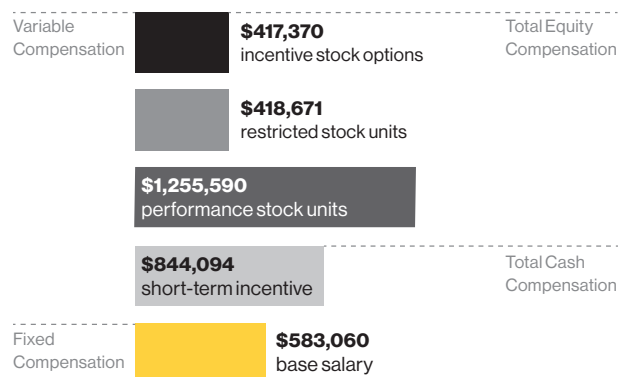 Variable
Compensation
$417,370
incentive stock options
Total Equity
Compensation
$418,671
restricted stock units
$1,255,590
performance stock units
$844,094
short-term incentive
Total Cash
Compensation
Fixed
Compensation
$583,060
base salary